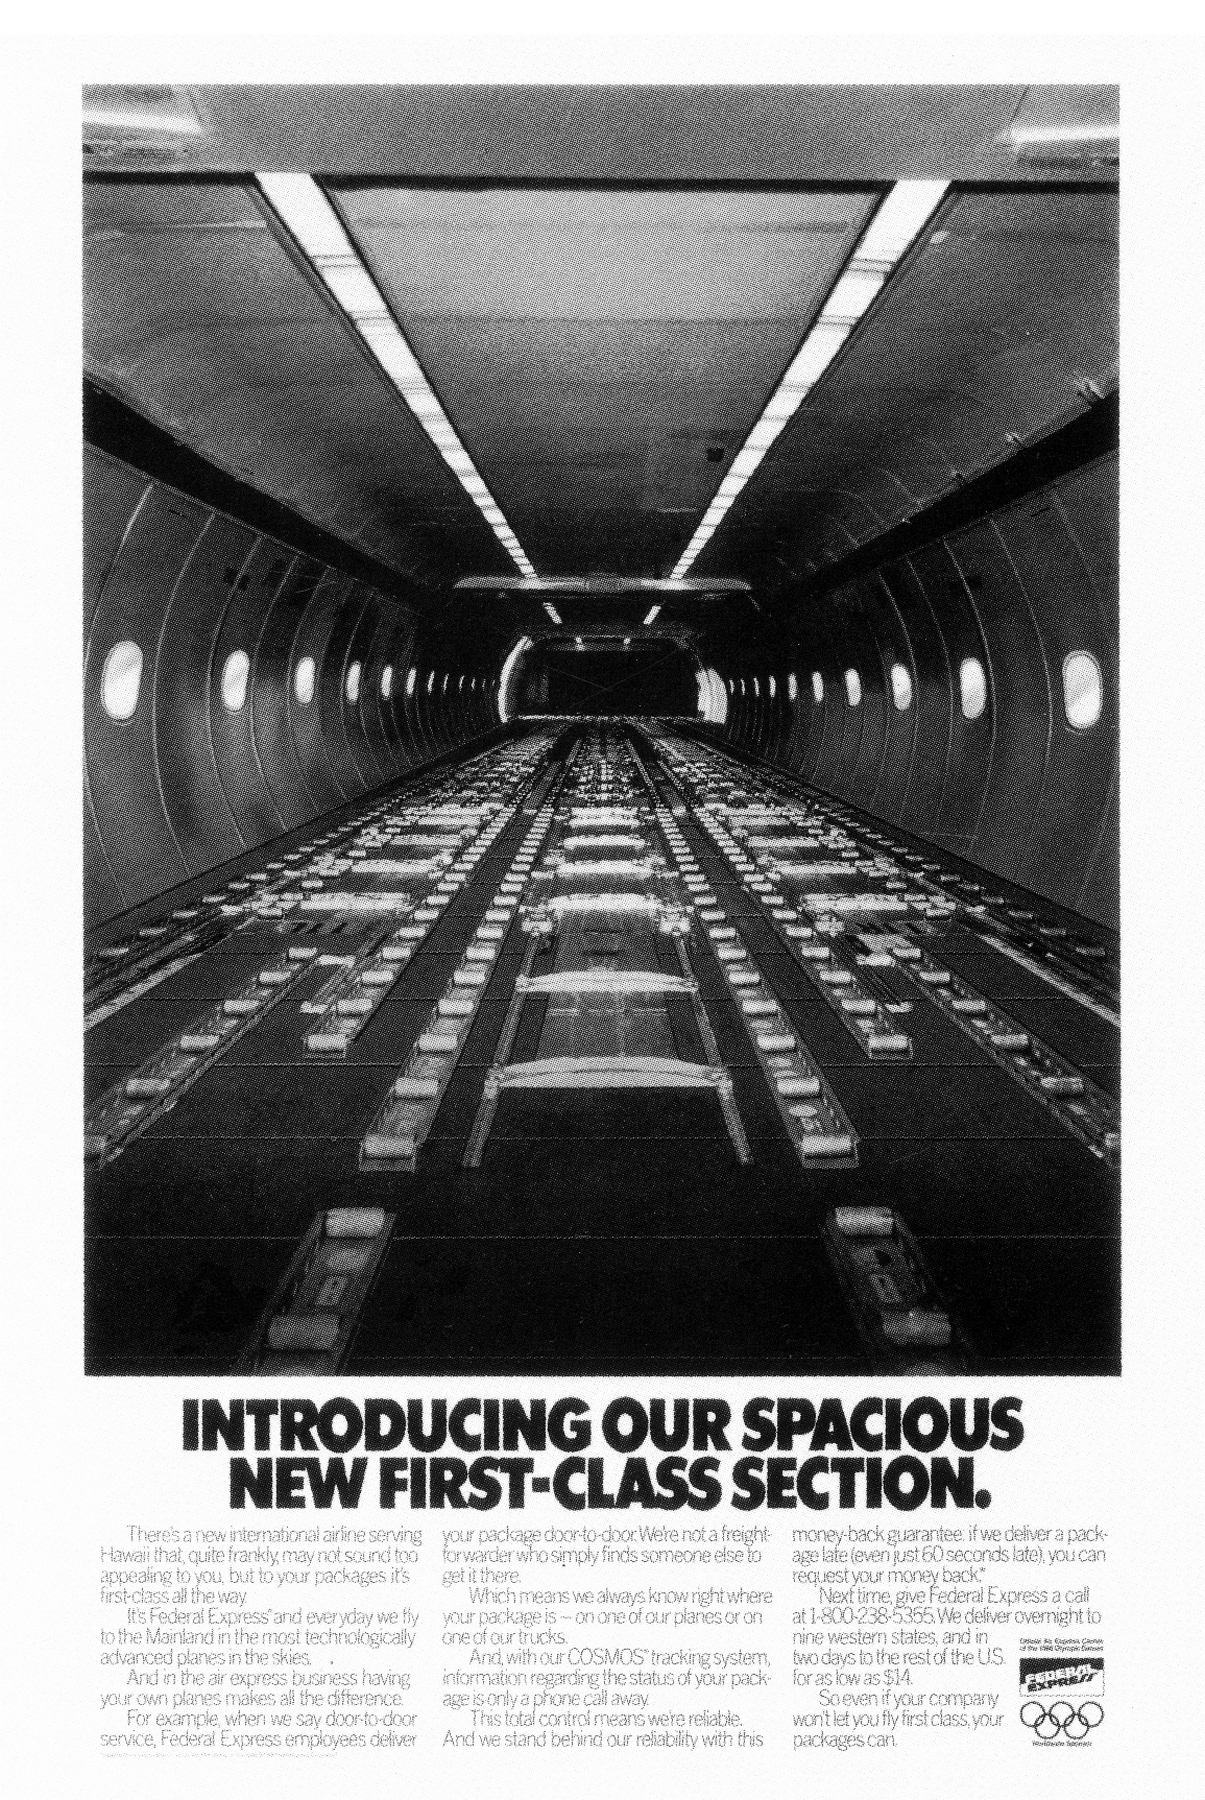 INTRODUCING OUR SPACIOUS
NEW FIRST-CLASS SECTION.
There's a new international airline serving
Hawaii that, quite frankly, may not sound too
appealing to you, but to your packages it's
first-class all the way.
It's Federal Express® and everyday we fly
to the Mainland in the most technologically
advanced planes in the skies.
And in the air express business having
your own planes makes all the difference.
For example, when we say door-to-door
service, Federal Express employees deliver
your package door-to-door. We're not a freight-
forwarder who simply finds someone else to
get it there.
Which means we always know right where
your package is – on one of our planes or on
one of our trucks.
And, with our COSMOS™ tracking system,
information regarding the status of your pack-
age is only a phone call away.
This total control means we're reliable.
And we stand behind our reliability with this
money-back guarantee: if we deliver a pack-
age late (even just 60 seconds late), you can
request your money back.*
Next time, give Federal Express a call
at 1-800-238-5355. We deliver overnight to
nine western states, and in
two days to the rest of the U.S.
for as low as $14.
So even if your company
won't let you fly first class, your
packages can.
Official Air Express Carrier
of the 1988 Olympic Games
FEDERAL
EXPRESS
Worldwide Sponsor